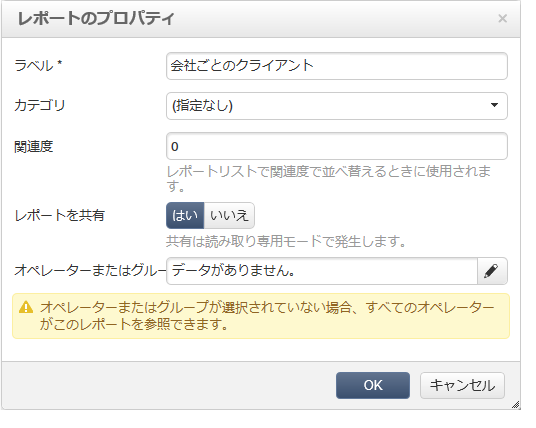 レポートのプロパティ
×
ラベル *
会社ごとのクライアント
カテゴリ
(指定なし)
関連度
0
レポートリストで関連度で並べ替えるときに使用されま
す。
レポートを共有
はい いいえ
共有は読み取り専用モードで発生します。
オペレーターまたはグルー
データがありません。
オペレーターまたはグループが選択されていない場合、すべてのオペレーター
がこのレポートを参照できます。
OK
キャンセル